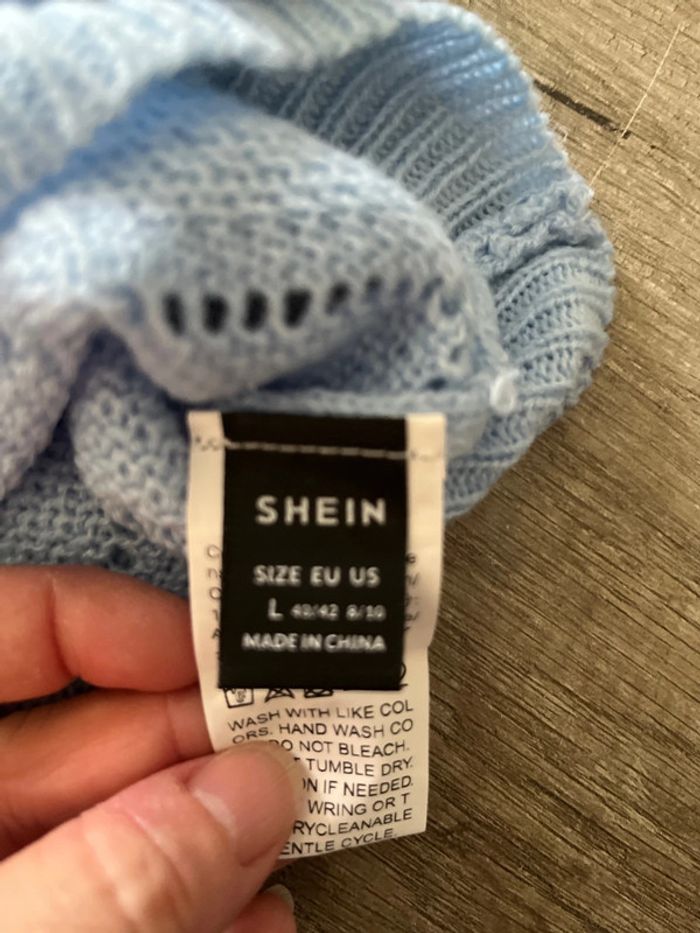 SHEIN
SIZE EU US
L 40/42 8/10
MADE IN CHINA
WASH WITH LIKE COL
ORS. HAND WASH CO
DO NOT BLEACH.
TUMBLE DRY.
IF NEEDED.
WRING OR T
RYCLEANABLE
ENTLE CYCLE.